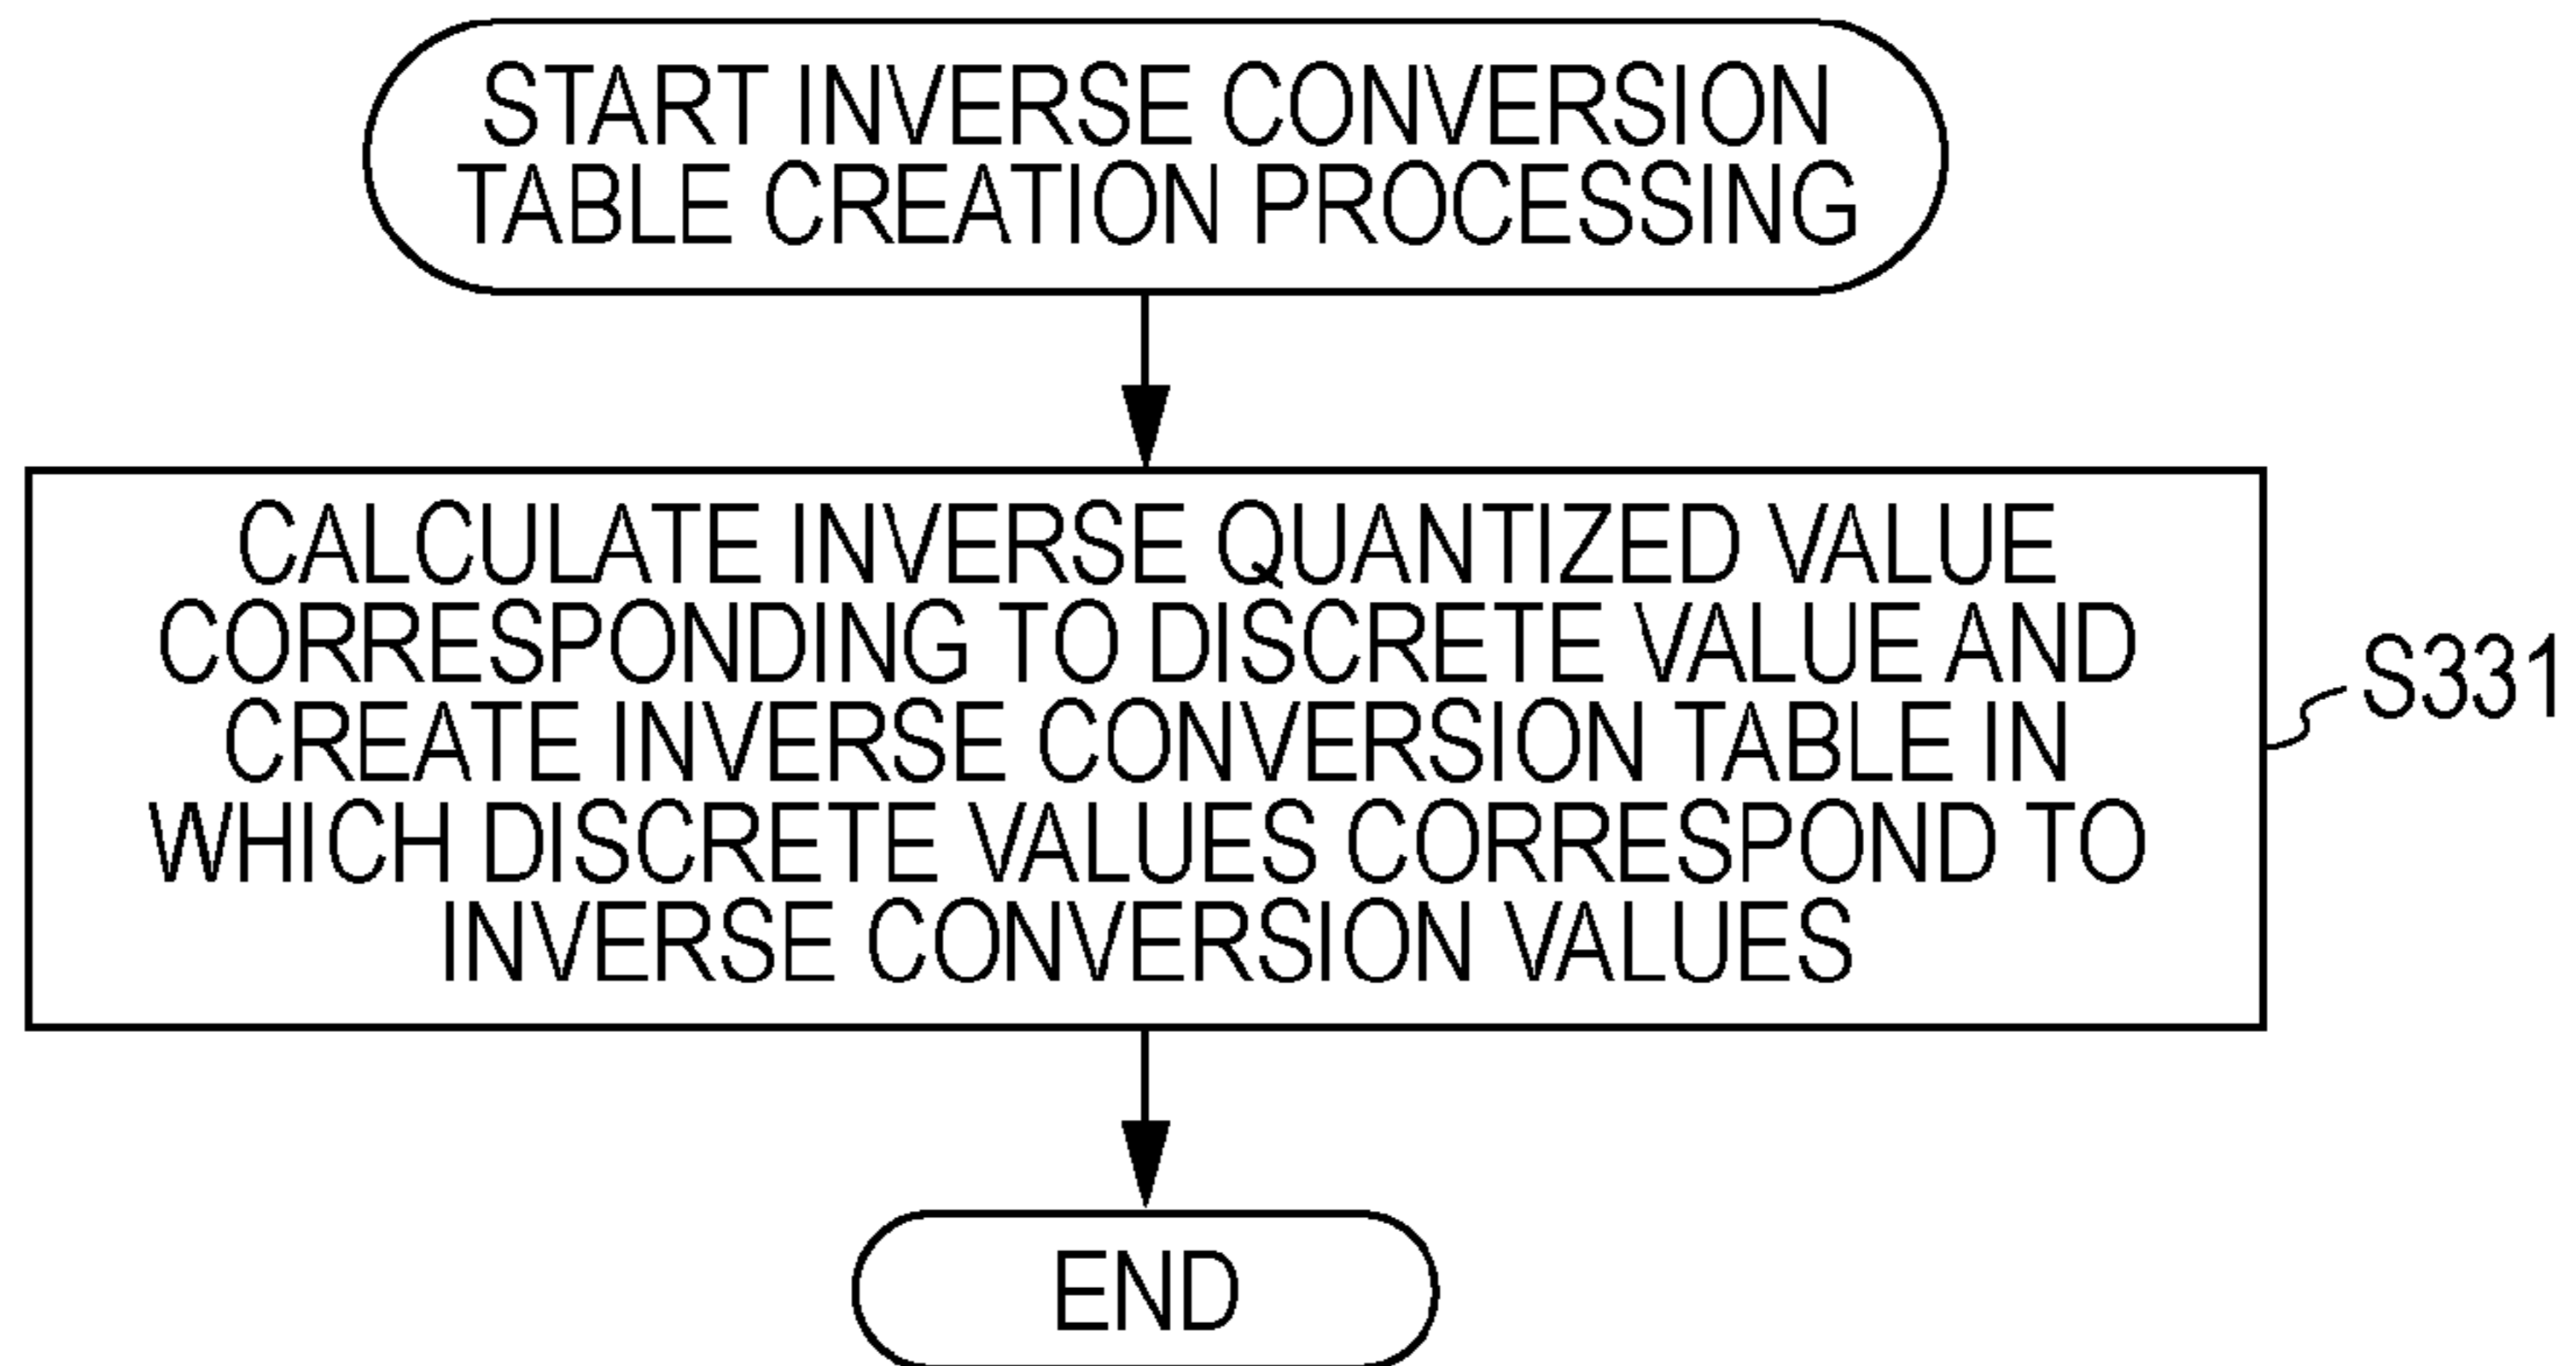 START INVERSE CONVERSION
TABLE CREATION PROCESSING
CALCULATE INVERSE QUANTIZED VALUE
CORRESPONDING TO DISCRETE VALUE AND
CREATE INVERSE CONVERSION TABLE IN
WHICH DISCRETE VALUES CORRESPOND TO
INVERSE CONVERSION VALUES
S331
END